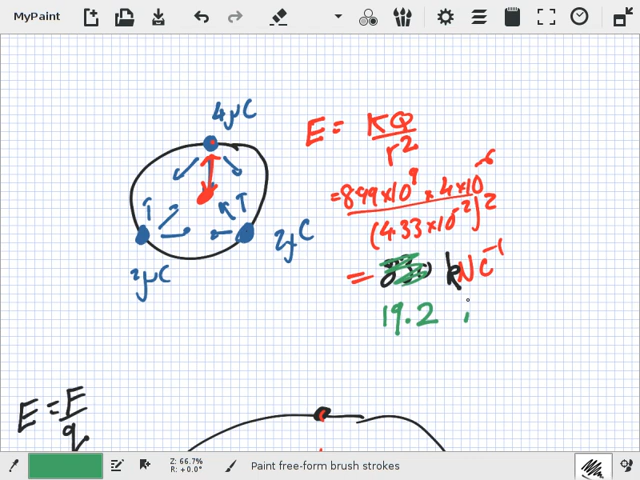 MyPaint
4μC
E = KQ/r²
= 8.99×10⁹ × 4×10⁻⁶
(4.33×10⁻²)²
2μC
2μC
= kNC⁻¹
19.2 i
E = E/q
Z: 66.7%
R: +0.0°
Paint free-form brush strokes